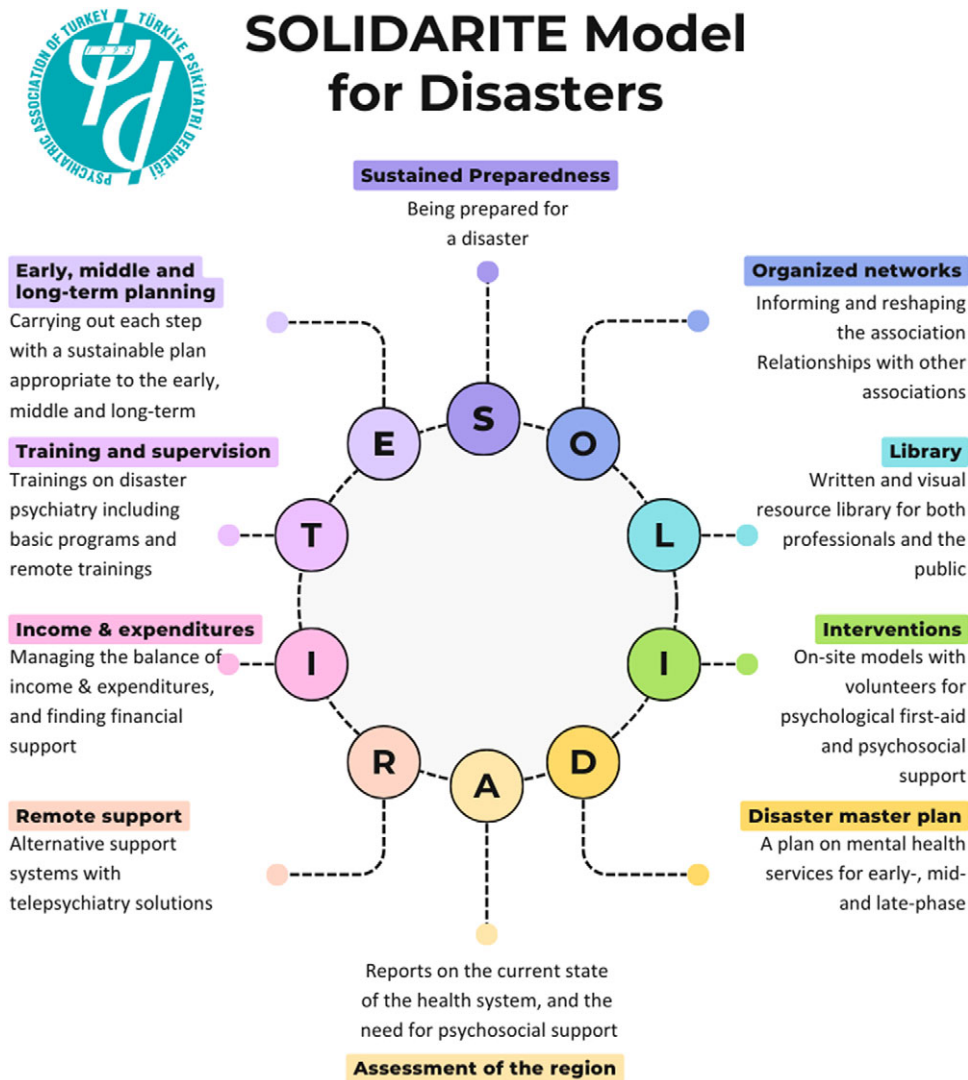 PSYCHIATRIC ASSOCIATION OF TURKEY
TÜRKİYE PSİKİYATRİ DERNEĞİ
SOLIDARITE Model
for Disasters
Sustained Preparedness
Being prepared for
a disaster
Organized networks
Informing and reshaping
the association
Relationships with other
associations
Library
Written and visual
resource library for both
professionals and the
public
Interventions
On-site models with
volunteers for
psychological first-aid
and psychosocial
support
Disaster master plan
A plan on mental health
services for early-, mid-
and late-phase
Reports on the current state
of the health system, and the
need for psychosocial support
Assessment of the region
Remote support
Alternative support
systems with
telepsychiatry solutions
Income & expenditures
Managing the balance of
income & expenditures,
and finding financial
support
Training and supervision
Trainings on disaster
psychiatry including
basic programs and
remote trainings
Early, middle and
long-term planning
Carrying out each step
with a sustainable plan
appropriate to the early,
middle and long-term
S
O
L
I
D
A
R
I
T
E